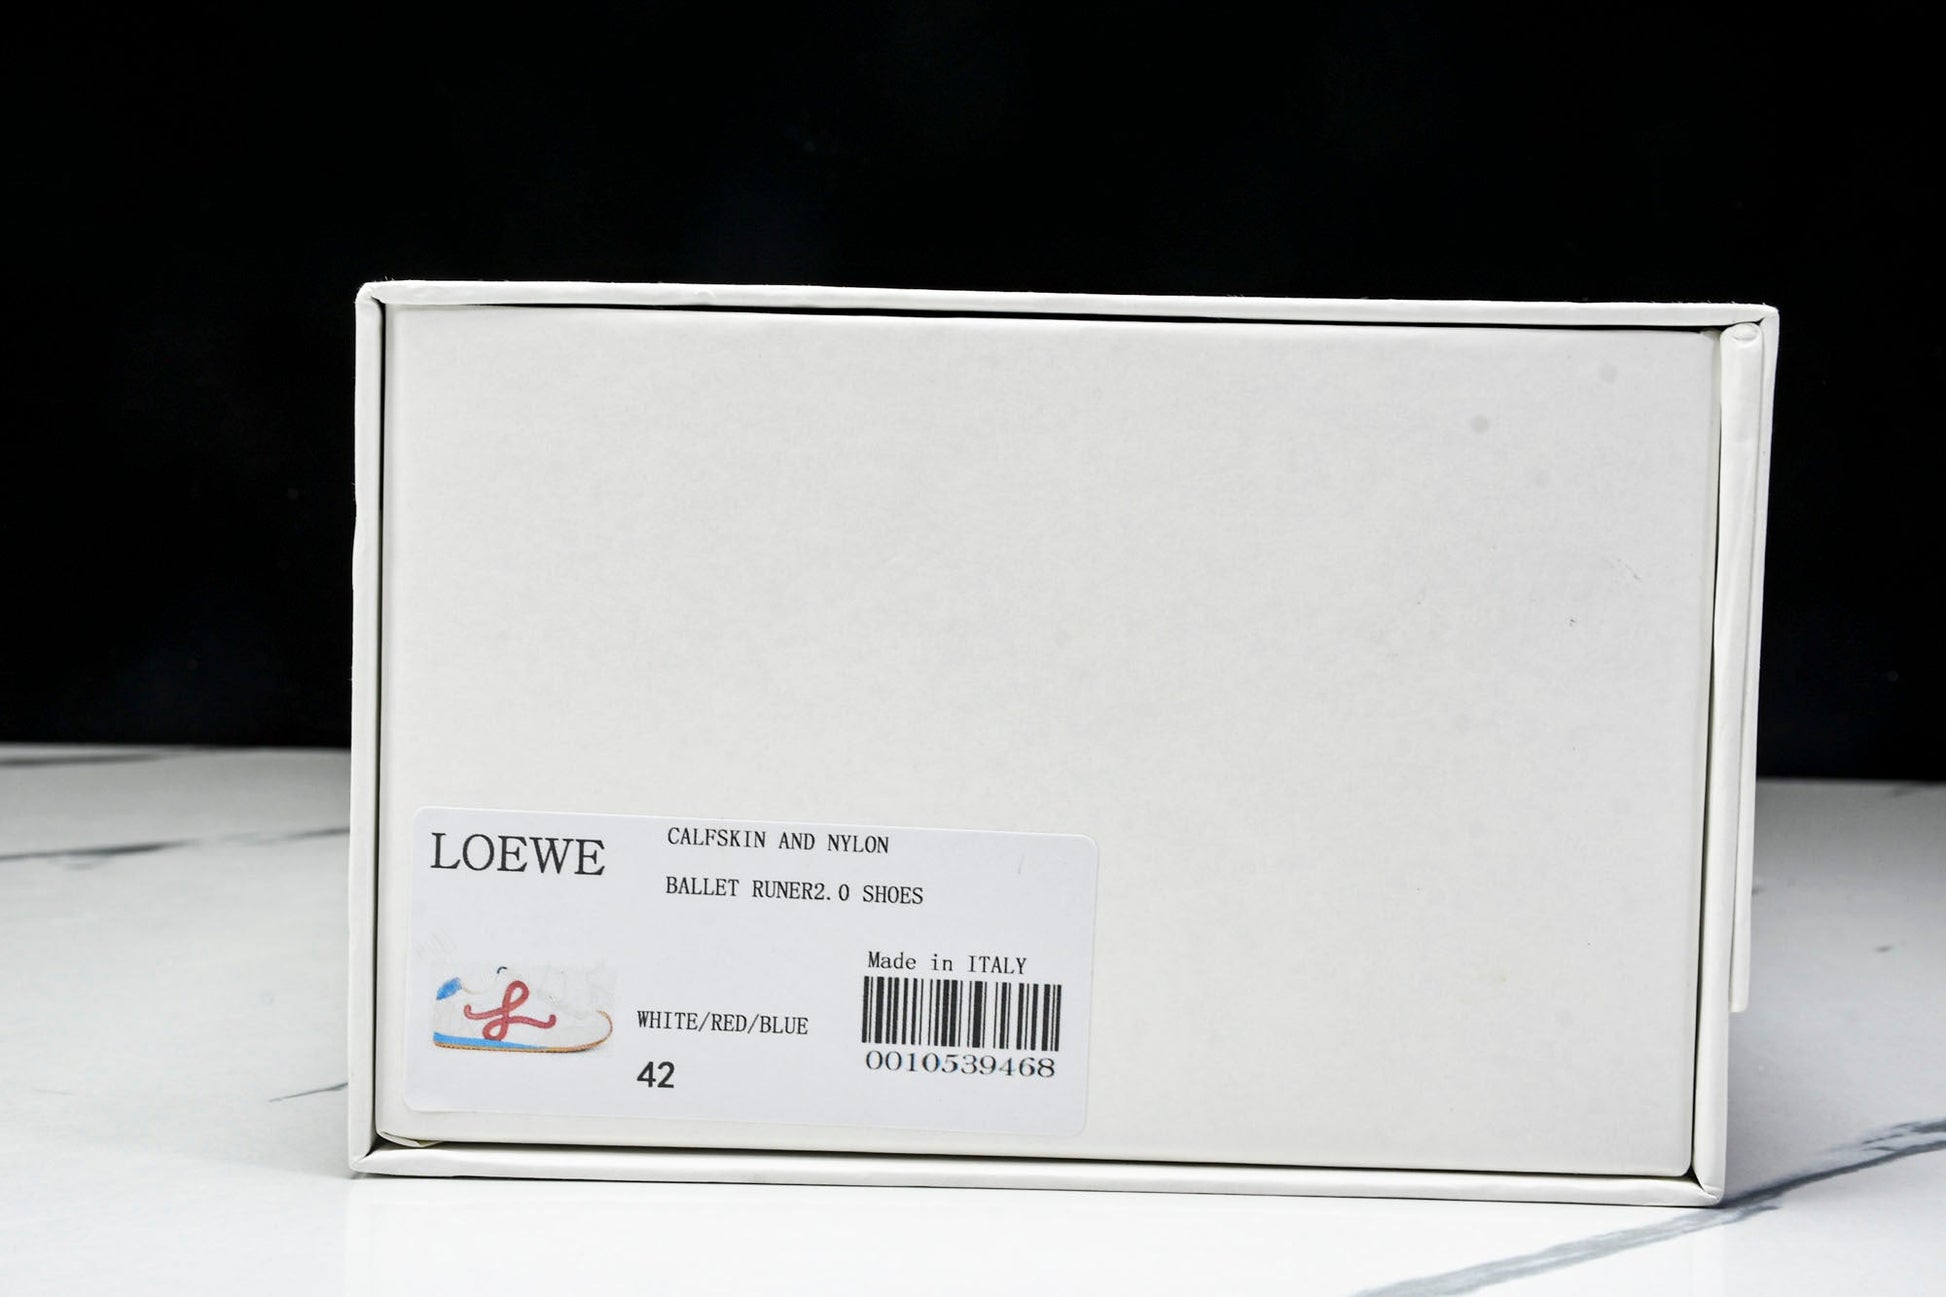 LOEWE
CALFSKIN AND NYLON
BALLET RUNER2.0 SHOES
Made in ITALY
WHITE/RED/BLUE
0010539468
42